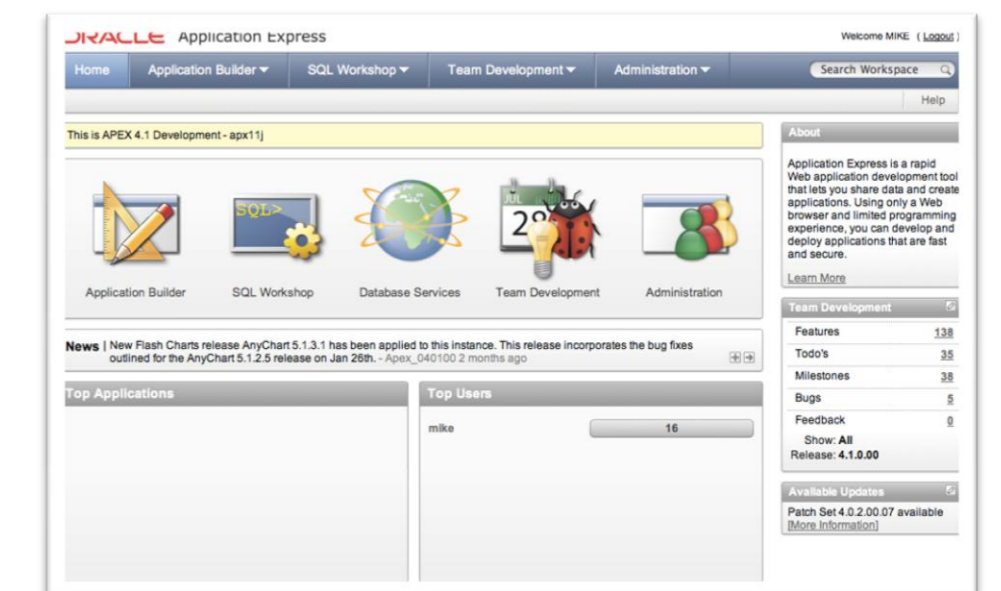 ORACLE Application Express
Welcome MIKE ( Logout )
Home Application Builder SQL Workshop Team Development Administration Search Workspace
Help
This is APEX 4.1 Development - apx11j
SQL>
JUL
28
Application Builder SQL Workshop Database Services Team Development Administration
News | New Flash Charts release AnyChart 5.1.3.1 has been applied to this instance. This release incorporates the bug fixes
outlined for the AnyChart 5.1.2.5 release on Jan 26th. - Apex_040100 2 months ago
Top Applications
Top Users
mike 16
About
Application Express is a rapid
Web application development tool
that lets you share data and create
applications. Using only a Web
browser and limited programming
experience, you can develop and
deploy applications that are fast
and secure.
Learn More
Team Development
Features 138
Todo's 35
Milestones 38
Bugs 5
Feedback 0
Show: All
Release: 4.1.0.00
Available Updates
Patch Set 4.0.2.00.07 available
[More Information]